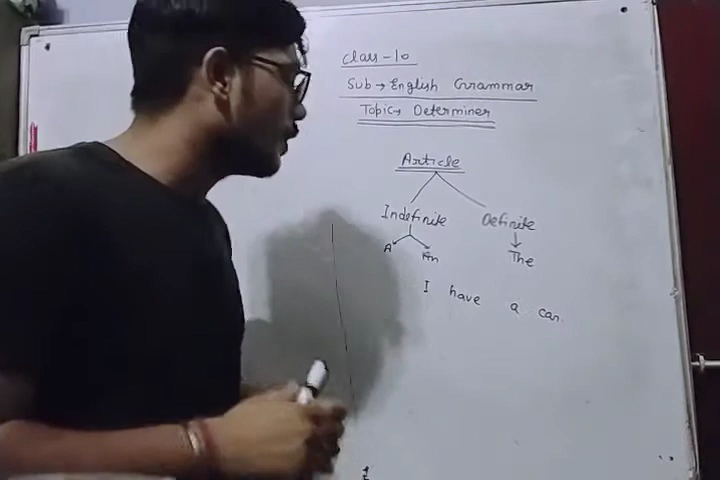 Class - 10
Sub → English Grammar
Topic → Determiner
Article
Indefinite Definite
A An The
I have a car.